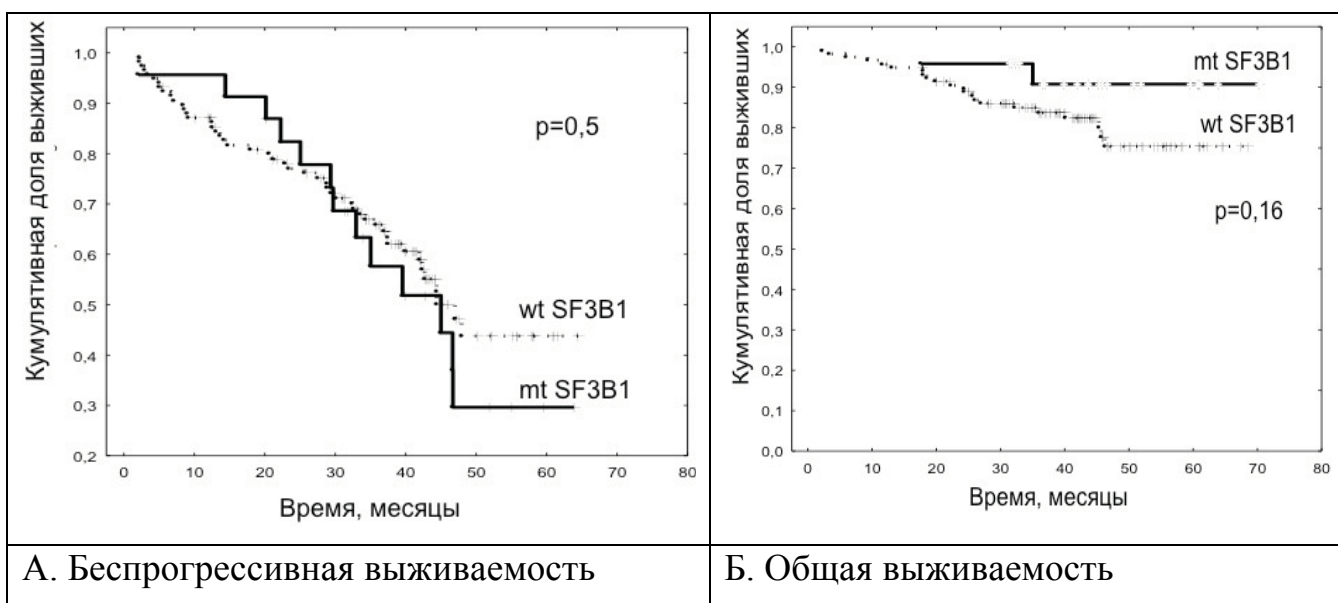 Кумулятивная доля выживших
1,0
0,9
0,8
0,7
0,6
0,5
0,4
0,3
0,2
p=0,5
wt SF3B1
mt SF3B1
0 10 20 30 40 50 60 70 80
Время, месяцы
А. Беспрогрессивная выживаемость
Кумулятивная доля выживших
1,0
0,9
0,8
0,7
0,6
0,5
0,4
0,3
0,2
0,1
0,0
mt SF3B1
wt SF3B1
p=0,16
0 10 20 30 40 50 60 70 80
Время, месяцы
Б. Общая выживаемость